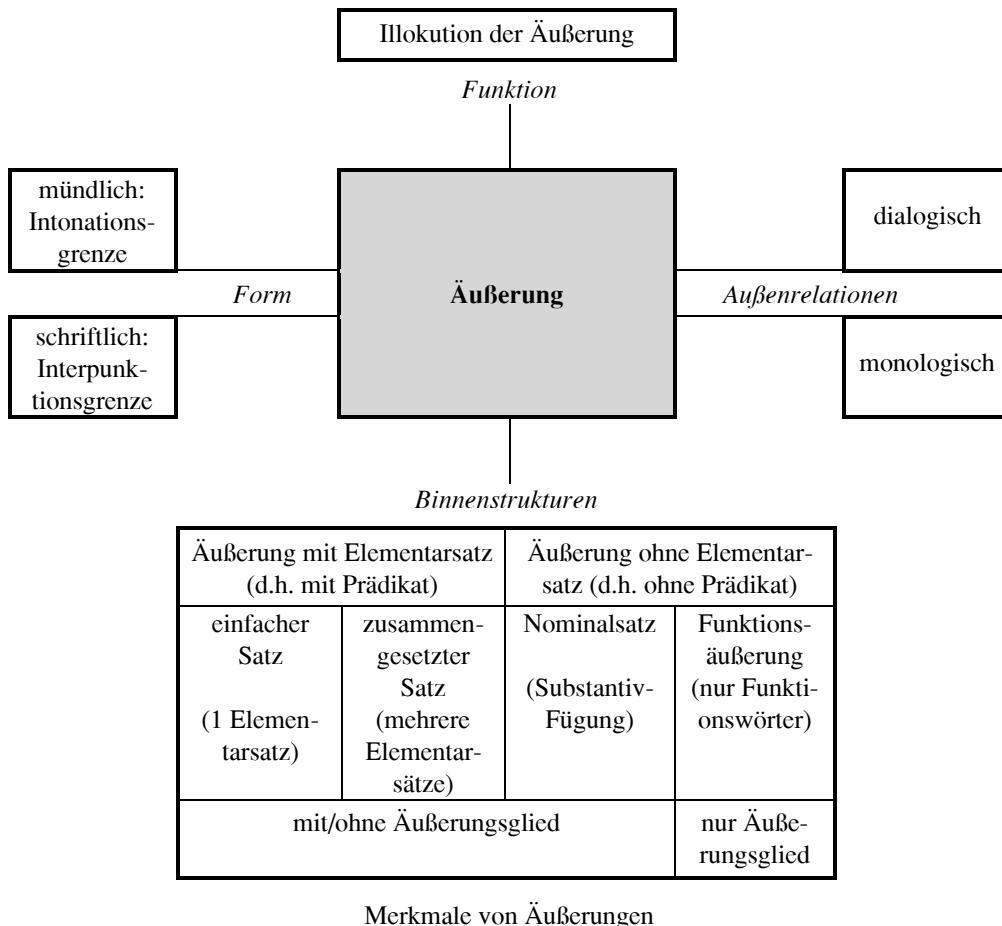 Illokution der Äußerung
Funktion
mündlich:
Intonations-
grenze
dialogisch
Form
Äußerung
Außenrelationen
schriftlich:
Interpunk-
tionsgrenze
monologisch
Binnenstrukturen
Äußerung mit Elementarsatz
(d.h. mit Prädikat)
Äußerung ohne Elementar-
satz (d.h. ohne Prädikat)
einfacher
Satz
(1 Elemen-
tarsatz)
zusammen-
gesetzter
Satz
(mehrere
Elementar-
sätze)
Nominalsatz
(Substantiv-
Fügung)
Funktions-
äußerung
(nur Funkti-
onswörter)
mit/ohne Äußerungsglied
nur Äuße-
rungsglied
Merkmale von Äußerungen